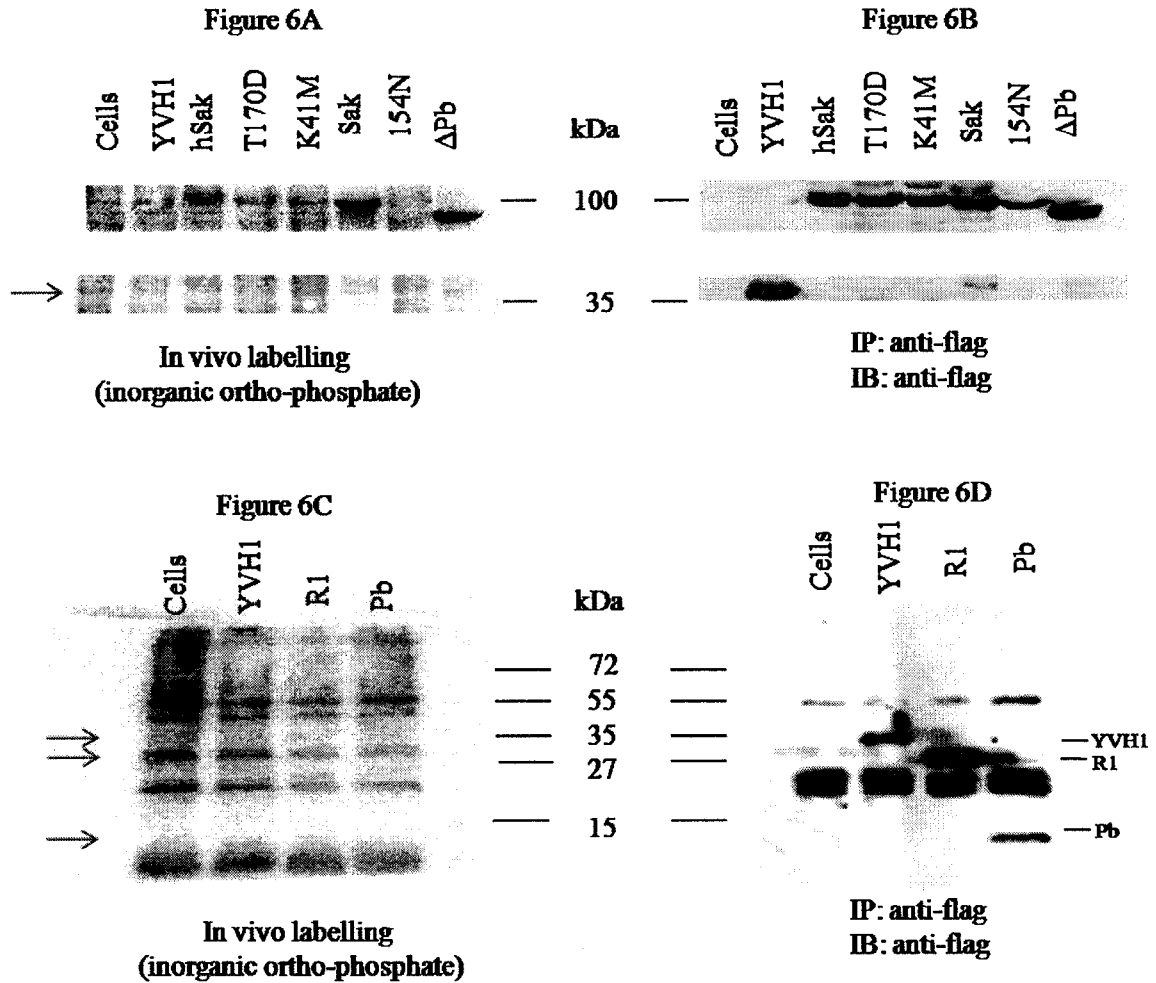 Figure 6A
Cells
YVH1
hSak
T170D
K41M
Sak
154N
ΔPb
kDa
100
35
In vivo labelling
(inorganic ortho-phosphate)
Figure 6B
Cells
YVH1
hSak
T170D
K41M
Sak
154N
ΔPb
IP: anti-flag
IB: anti-flag
Figure 6C
Cells
YVH1
R1
Pb
kDa
72
55
35
27
15
In vivo labelling
(inorganic ortho-phosphate)
Figure 6D
Cells
YVH1
R1
Pb
YVH1
R1
Pb
IP: anti-flag
IB: anti-flag